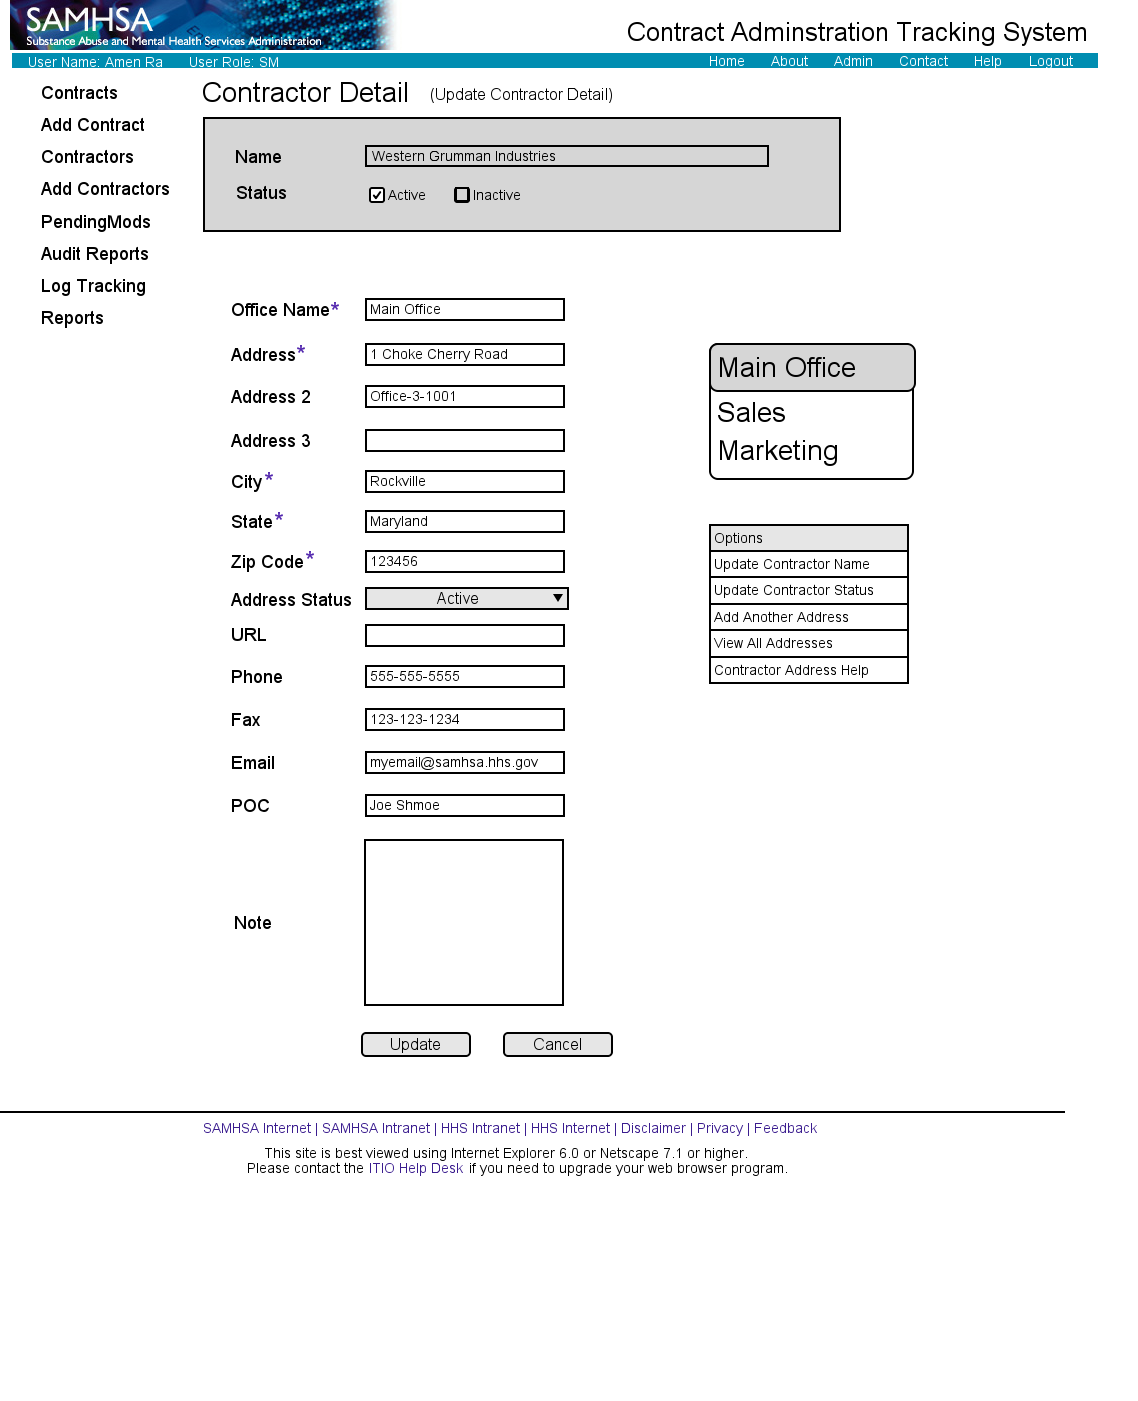 SAMHSA
Substance Abuse and Mental Health Services Administration
Contract Adminstration Tracking System
User Name: Amen Ra User Role: SM Home About Admin Contact Help Logout
Contracts
Add Contract
Contractors
Add Contractors
PendingMods
Audit Reports
Log Tracking
Reports
Contractor Detail (Update Contractor Detail)
Name Western Grumman Industries
Status Active Inactive
Office Name* Main Office
Address* 1 Choke Cherry Road
Address 2 Office-3-1001
Address 3
City* Rockville
State* Maryland
Zip Code* 123456
Address Status Active
URL
Phone 555-555-5555
Fax 123-123-1234
Email myemail@samhsa.hhs.gov
POC Joe Shmoe
Note
Update Cancel
Main Office
Sales
Marketing
Options
Update Contractor Name
Update Contractor Status
Add Another Address
View All Addresses
Contractor Address Help
SAMHSA Internet | SAMHSA Intranet | HHS Intranet | HHS Internet | Disclaimer | Privacy | Feedback
This site is best viewed using Internet Explorer 6.0 or Netscape 7.1 or higher.
Please contact the ITIO Help Desk if you need to upgrade your web browser program.